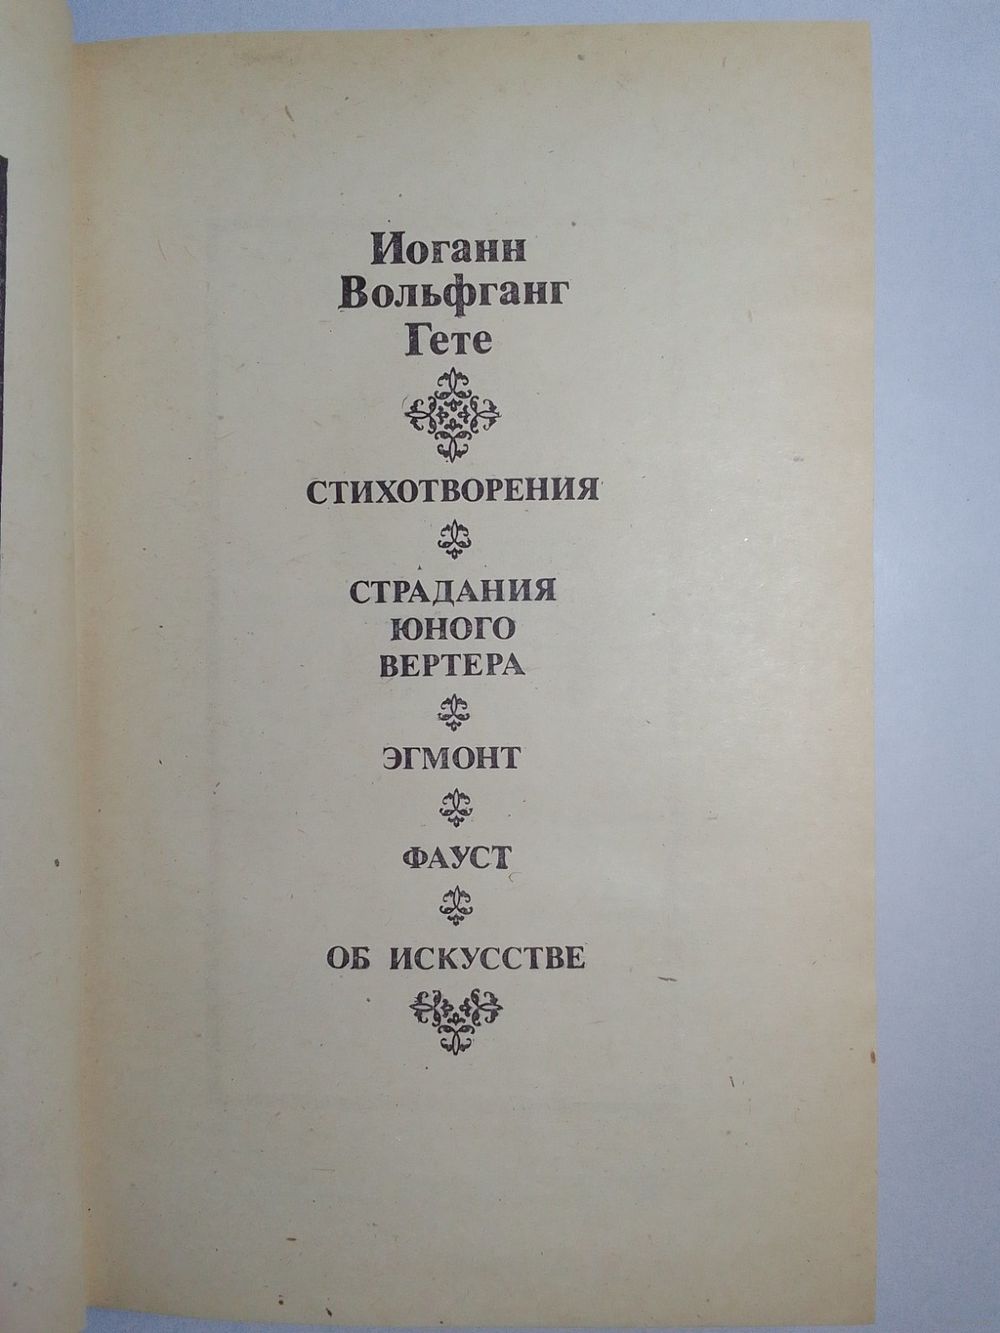 Иоганн
Вольфганг
Гете
СТИХОТВОРЕНИЯ
СТРАДАНИЯ
ЮНОГО
ВЕРТЕРА
ЭГМОНТ
ФАУСТ
ОБ ИСКУССТВЕ